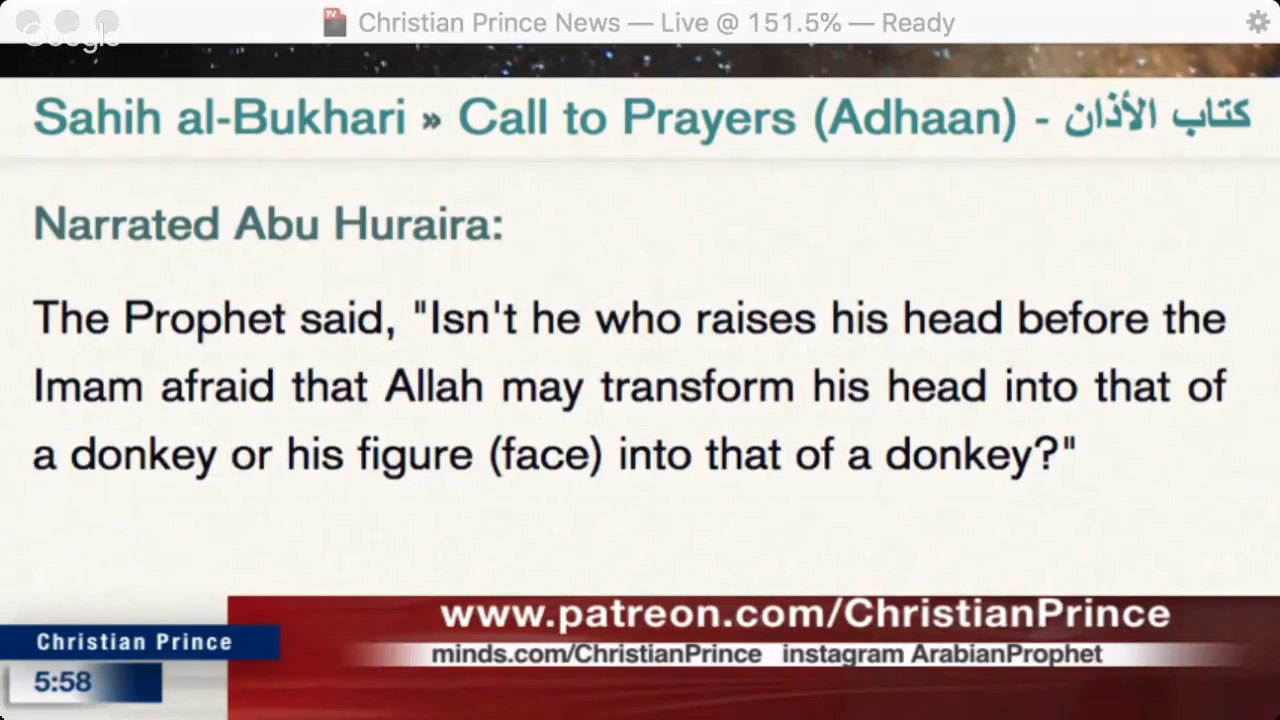 Christian Prince News — Live @ 151.5% — Ready
Google
Sahih al-Bukhari » Call to Prayers (Adhaan) - كتاب الأذان
Narrated Abu Huraira:
The Prophet said, "Isn't he who raises his head before the
Imam afraid that Allah may transform his head into that of
a donkey or his figure (face) into that of a donkey?"
www.patreon.com/ChristianPrince
Christian Prince
minds.com/ChristianPrince instagram ArabianProphet
5:58